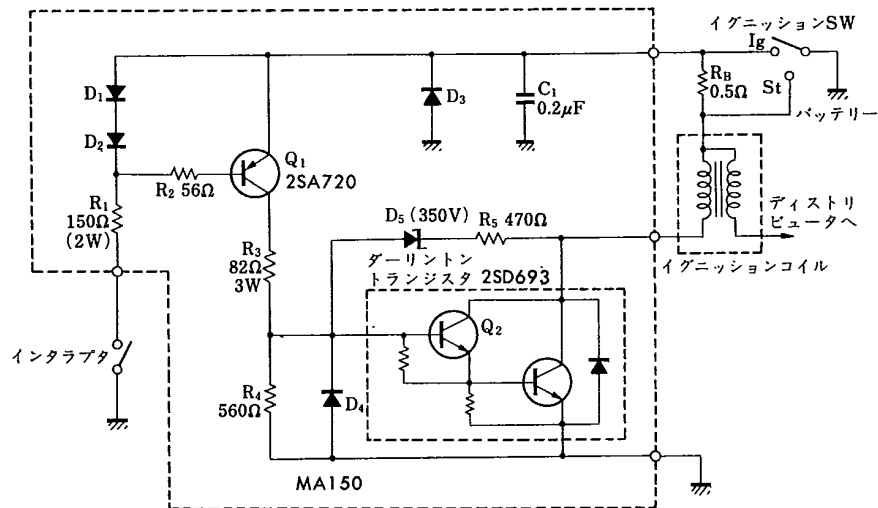 イグニッションSW
Ig
D₁
D₃
C₁
0.2μF
R_B
0.5Ω
St
バッテリー
D₂
Q₁
2SA720
R₂ 56Ω
R₁
150Ω
(2W)
D₅ (350V)
R₅ 470Ω
ディストリ
ビュータへ
イグニッションコイル
R₃
82Ω
3W
ダーリントン
トランジスタ 2SD693
Q₂
インタラプタ
R₄
560Ω
D₄
MA150